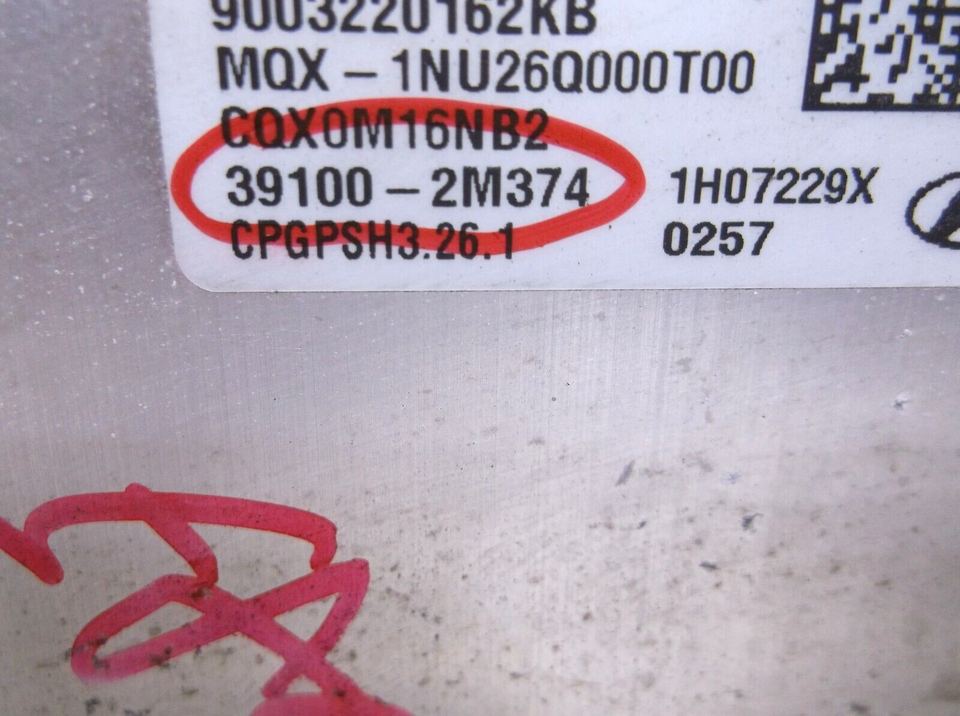 9003220162KB
MQX – 1NU26Q000T00
CQX0M16NB2
39100 – 2M374 1H07229X
CPGPSH3.26.1 0257